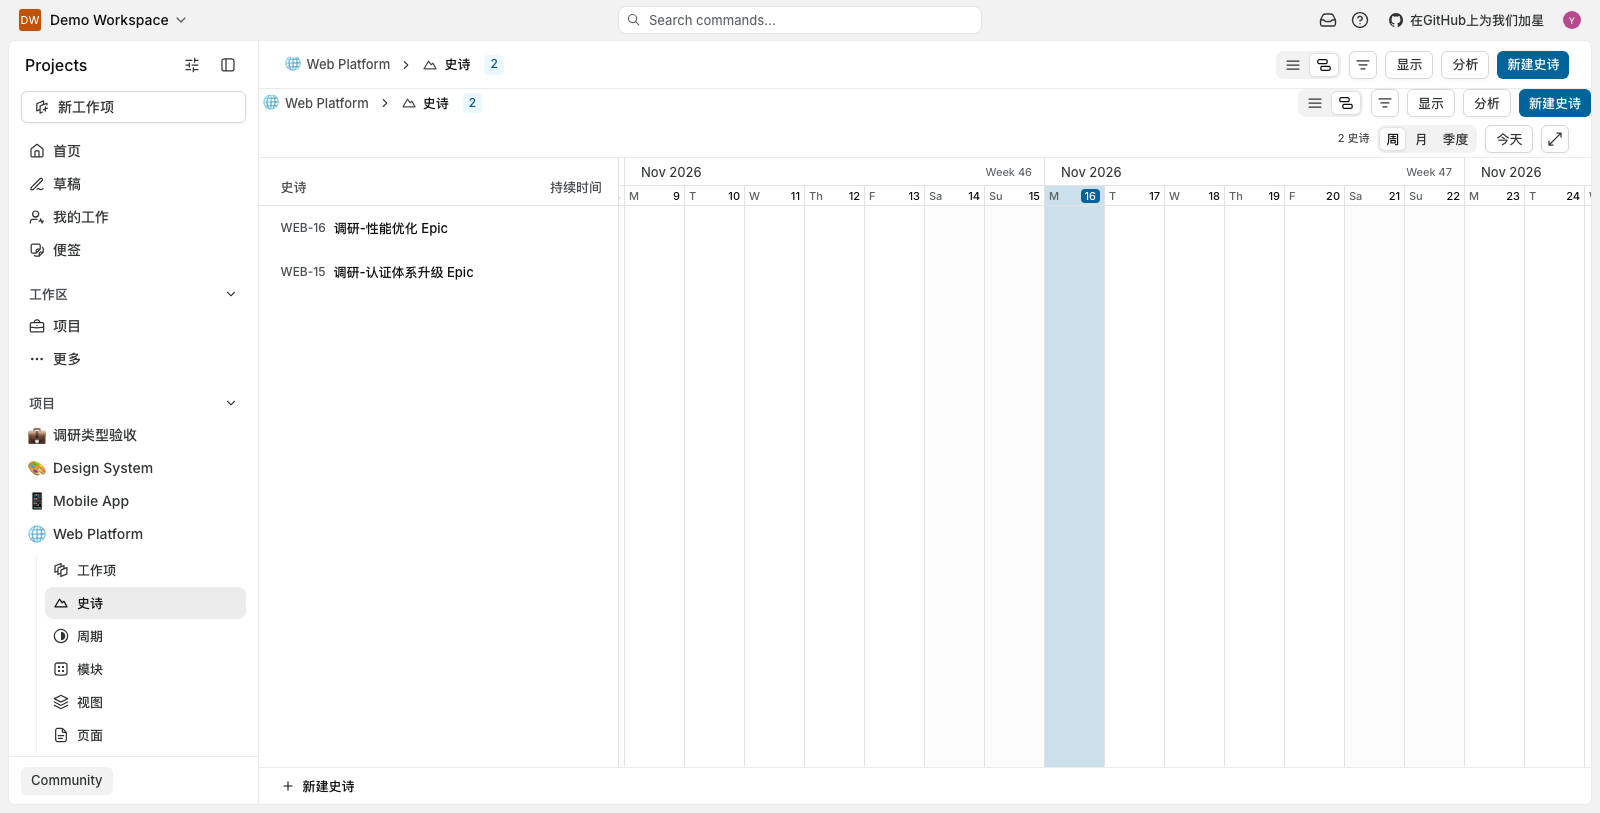 DW Demo Workspace
Search commands...
在GitHub上为我们加星
Y
Projects
新工作项
首页
草稿
我的工作
便签
工作区
项目
更多
项目
调研类型验收
Design System
Mobile App
Web Platform
工作项
史诗
周期
模块
视图
页面
Community
Web Platform 史诗 2
显示 分析 新建史诗
Web Platform 史诗 2
显示 分析 新建史诗
2 史诗 周 月 季度 今天
史诗 持续时间
Nov 2026 Week 46 Nov 2026 Week 47 Nov 2026
M 9 T 10 W 11 Th 12 F 13 Sa 14 Su 15 M 16 T 17 W 18 Th 19 F 20 Sa 21 Su 22 M 23 T 24
WEB-16 调研-性能优化 Epic
WEB-15 调研-认证体系升级 Epic
新建史诗